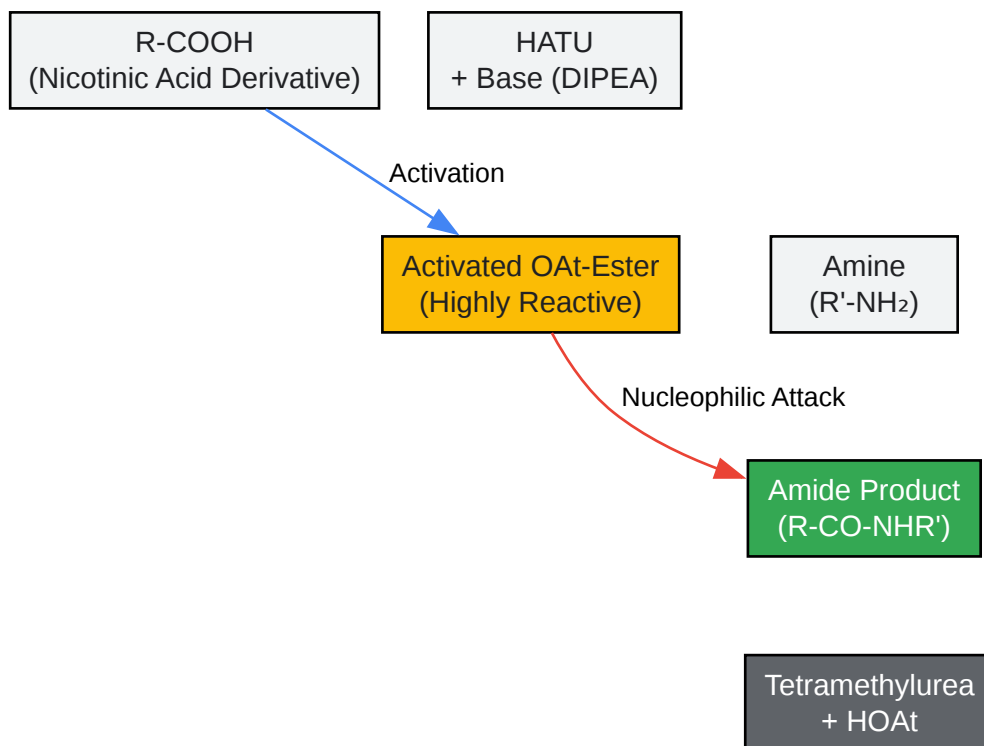 R-COOH
(Nicotinic Acid Derivative)
HATU
+ Base (DIPEA)
Activation
Activated OAt-Ester
(Highly Reactive)
Amine
(R'-NH₂)
Nucleophilic Attack
Amide Product
(R-CO-NHR')
Tetramethylurea
+ HOAt